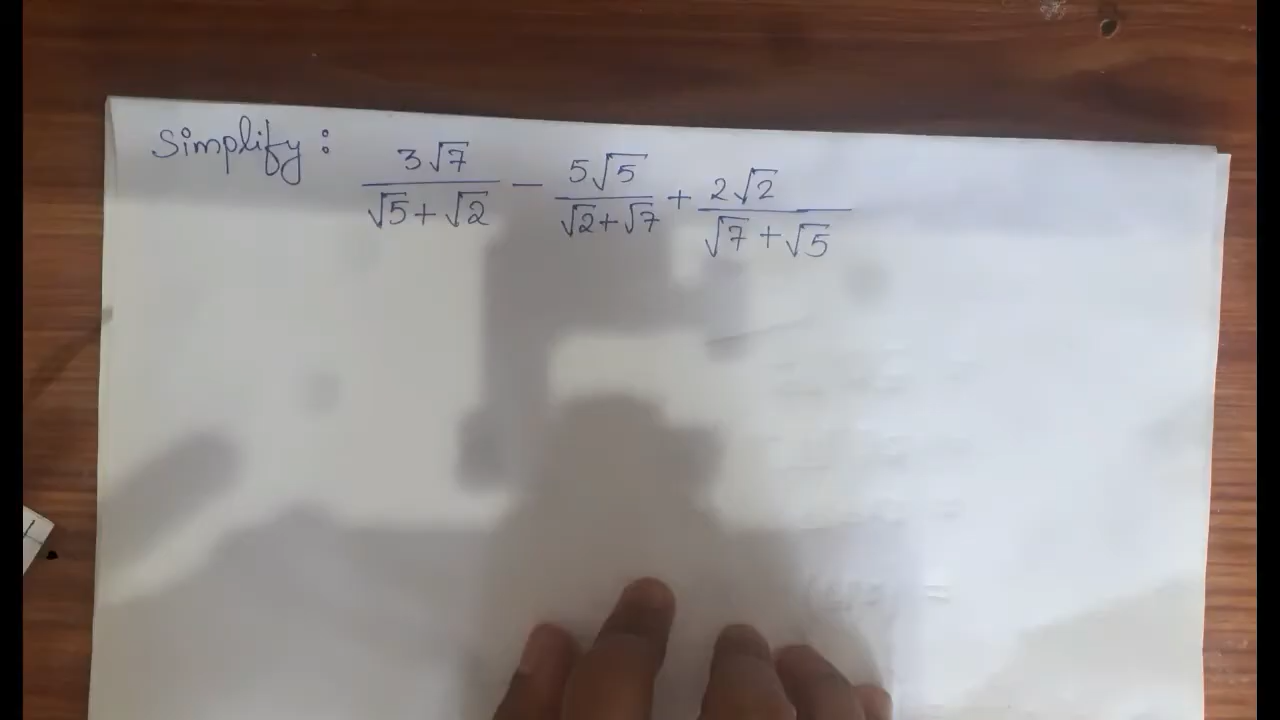 Simplify: 3√7/(√5+√2) − 5√5/(√2+√7) + 2√2/(√7+√5)